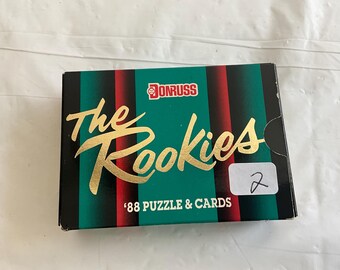 DONRUSS
The
Rookies
2
'88 PUZZLE & CARDS